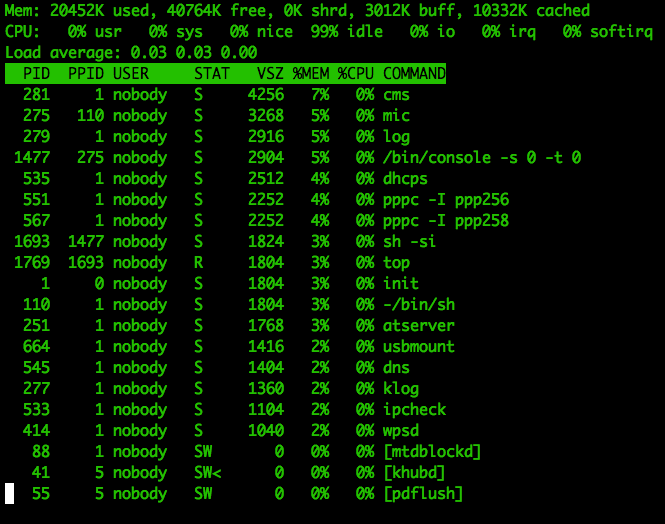 Mem: 20452K used, 40764K free, 0K shrd, 3012K buff, 10332K cached
CPU:   0% usr   0% sys   0% nice  99% idle   0% io   0% irq   0% softirq
Load average: 0.03 0.03 0.00
  PID  PPID USER     STAT   VSZ %MEM %CPU COMMAND
  281     1 nobody   S     4256   7%   0% cms
  275   110 nobody   S     3268   5%   0% mic
  279     1 nobody   S     2916   5%   0% log
 1477   275 nobody   S     2904   5%   0% /bin/console -s 0 -t 0
  535     1 nobody   S     2512   4%   0% dhcps
  551     1 nobody   S     2252   4%   0% pppc -I ppp256
  567     1 nobody   S     2252   4%   0% pppc -I ppp258
 1693  1477 nobody   S     1824   3%   0% sh -si
 1769  1693 nobody   R     1804   3%   0% top
    1     0 nobody   S     1804   3%   0% init
  110     1 nobody   S     1804   3%   0% -/bin/sh
  251     1 nobody   S     1768   3%   0% atserver
  664     1 nobody   S     1416   2%   0% usbmount
  545     1 nobody   S     1404   2%   0% dns
  277     1 nobody   S     1360   2%   0% klog
  533     1 nobody   S     1104   2%   0% ipcheck
  414     1 nobody   S     1040   2%   0% wpsd
   88     1 nobody   SW       0   0%   0% [mtdblockd]
   41     5 nobody   SW<      0   0%   0% [khubd]
   55     5 nobody   SW       0   0%   0% [pdflush]